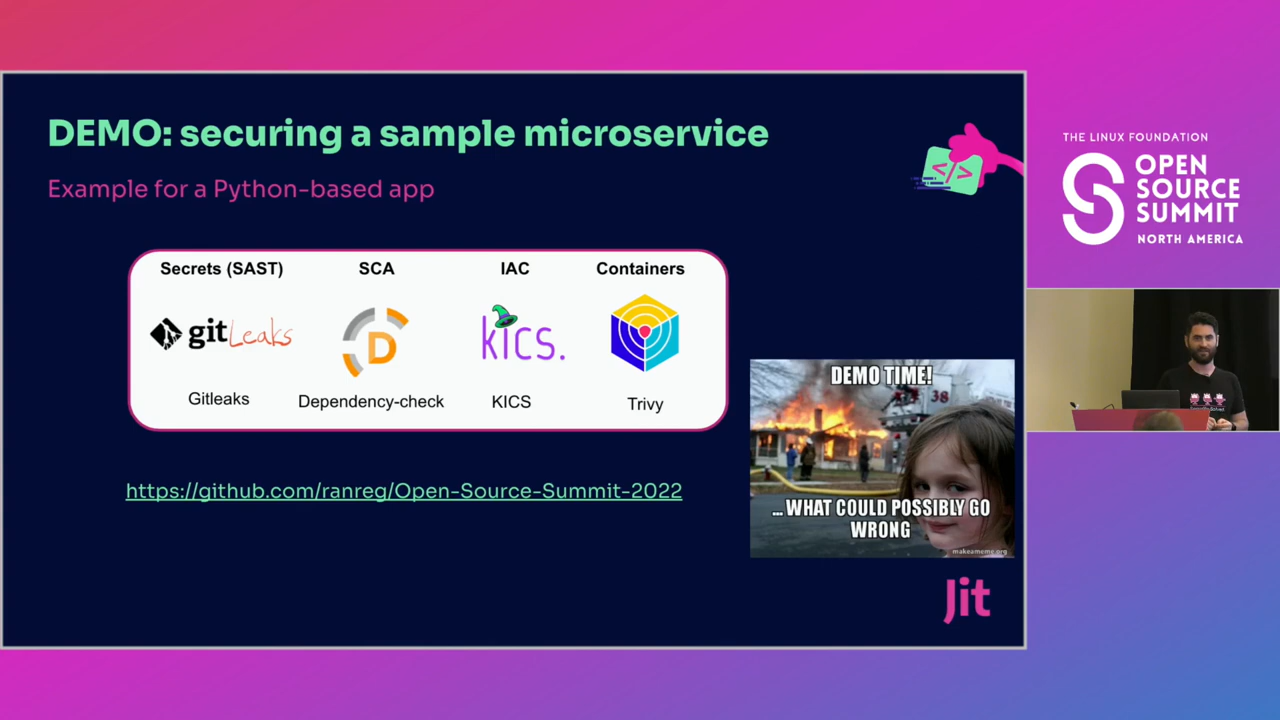 DEMO: securing a sample microservice
Example for a Python-based app
Secrets (SAST)
SCA
IAC
Containers
gitLeaks
D
kics.
Gitleaks
Dependency-check
KICS
Trivy
https://github.com/ranreg/Open-Source-Summit-2022
</>
DEMO TIME!
38
... WHAT COULD POSSIBLY GO
WRONG
makeameme.org
Jit
THE LINUX FOUNDATION
OPEN
SOURCE
SUMMIT
NORTH AMERICA